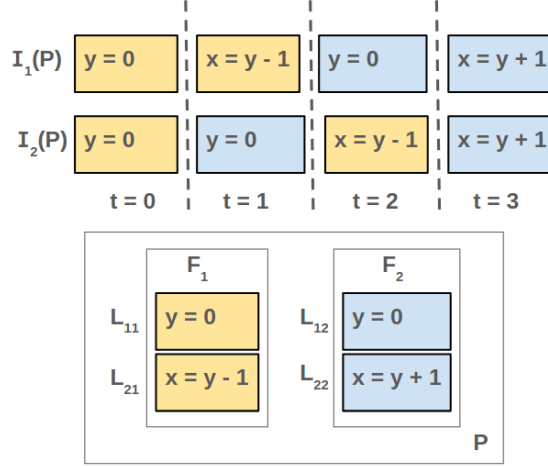 I₁(P) y = 0 x = y - 1 y = 0 x = y + 1
I₂(P) y = 0 y = 0 x = y - 1 x = y + 1
t = 0 t = 1 t = 2 t = 3
F₁ F₂
L₁₁ y = 0 L₁₂ y = 0
L₂₁ x = y - 1 L₂₂ x = y + 1
P